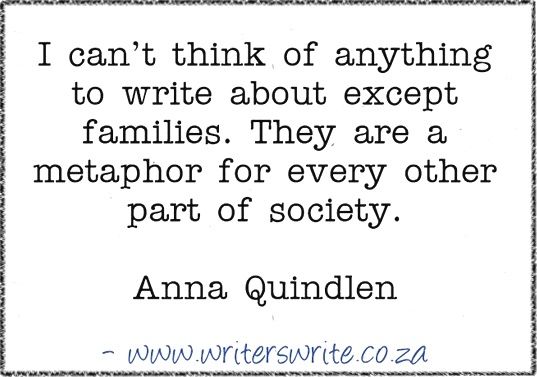 I can't think of anything
to write about except
families. They are a
metaphor for every other
part of society.
Anna Quindlen
- www.writerswrite.co.za